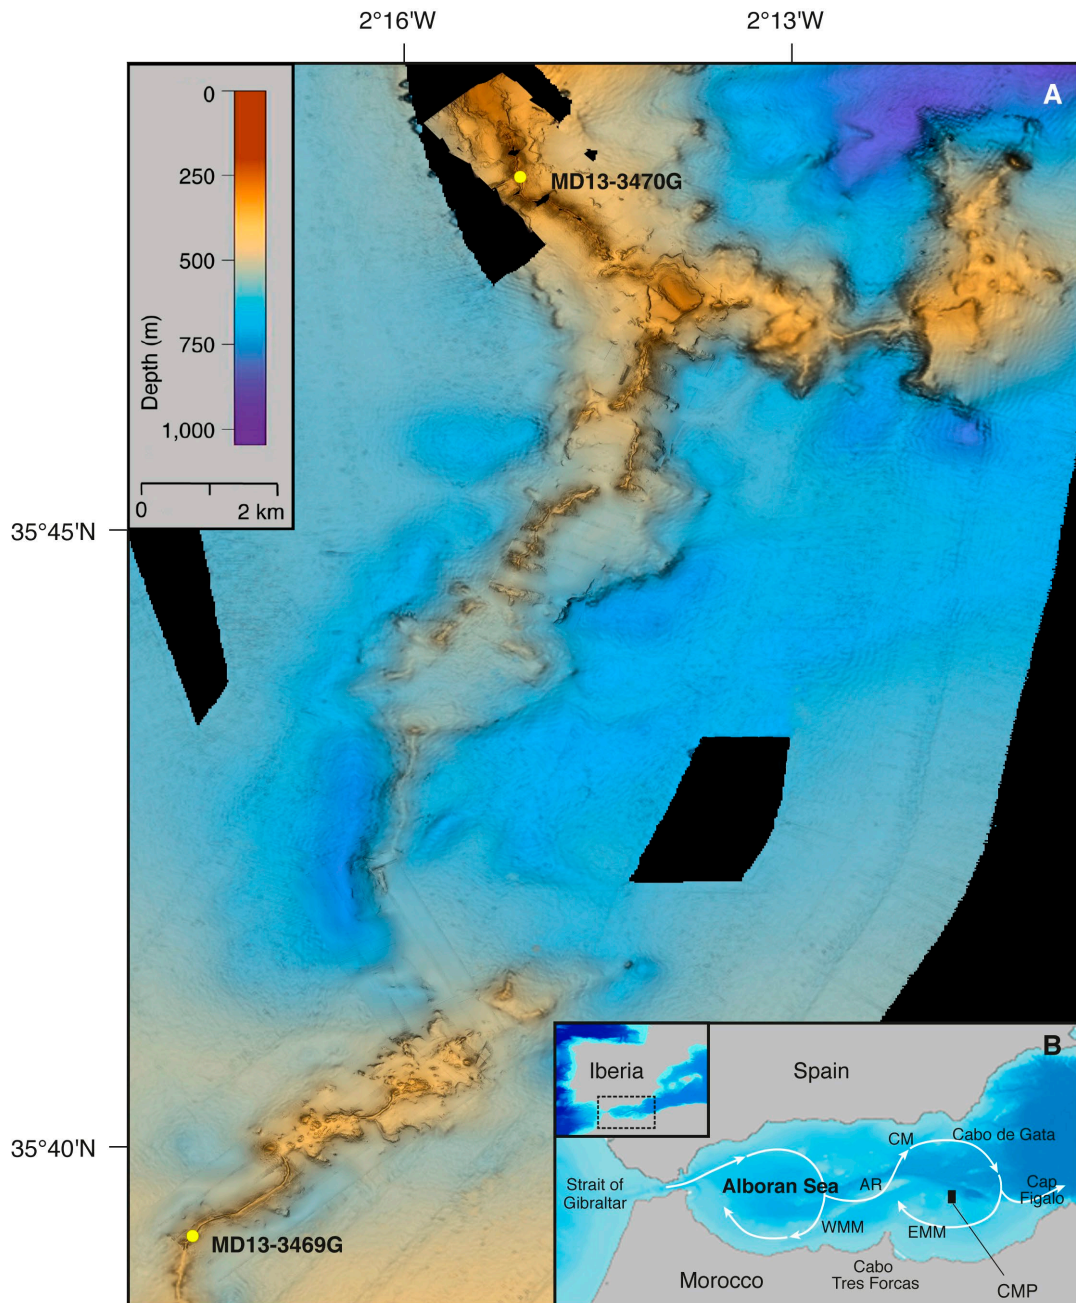 2°16'W
2°13'W
A
0
250
500
750
1,000
Depth (m)
0
2 km
MD13-3470G
35°45'N
35°40'N
MD13-3469G
B
Iberia
Spain
CM
Cabo de Gata
Strait of
Gibraltar
Alboran Sea
AR
Cap
Figalo
WMM
EMM
Cabo
Tres Forcas
Morocco
CMP